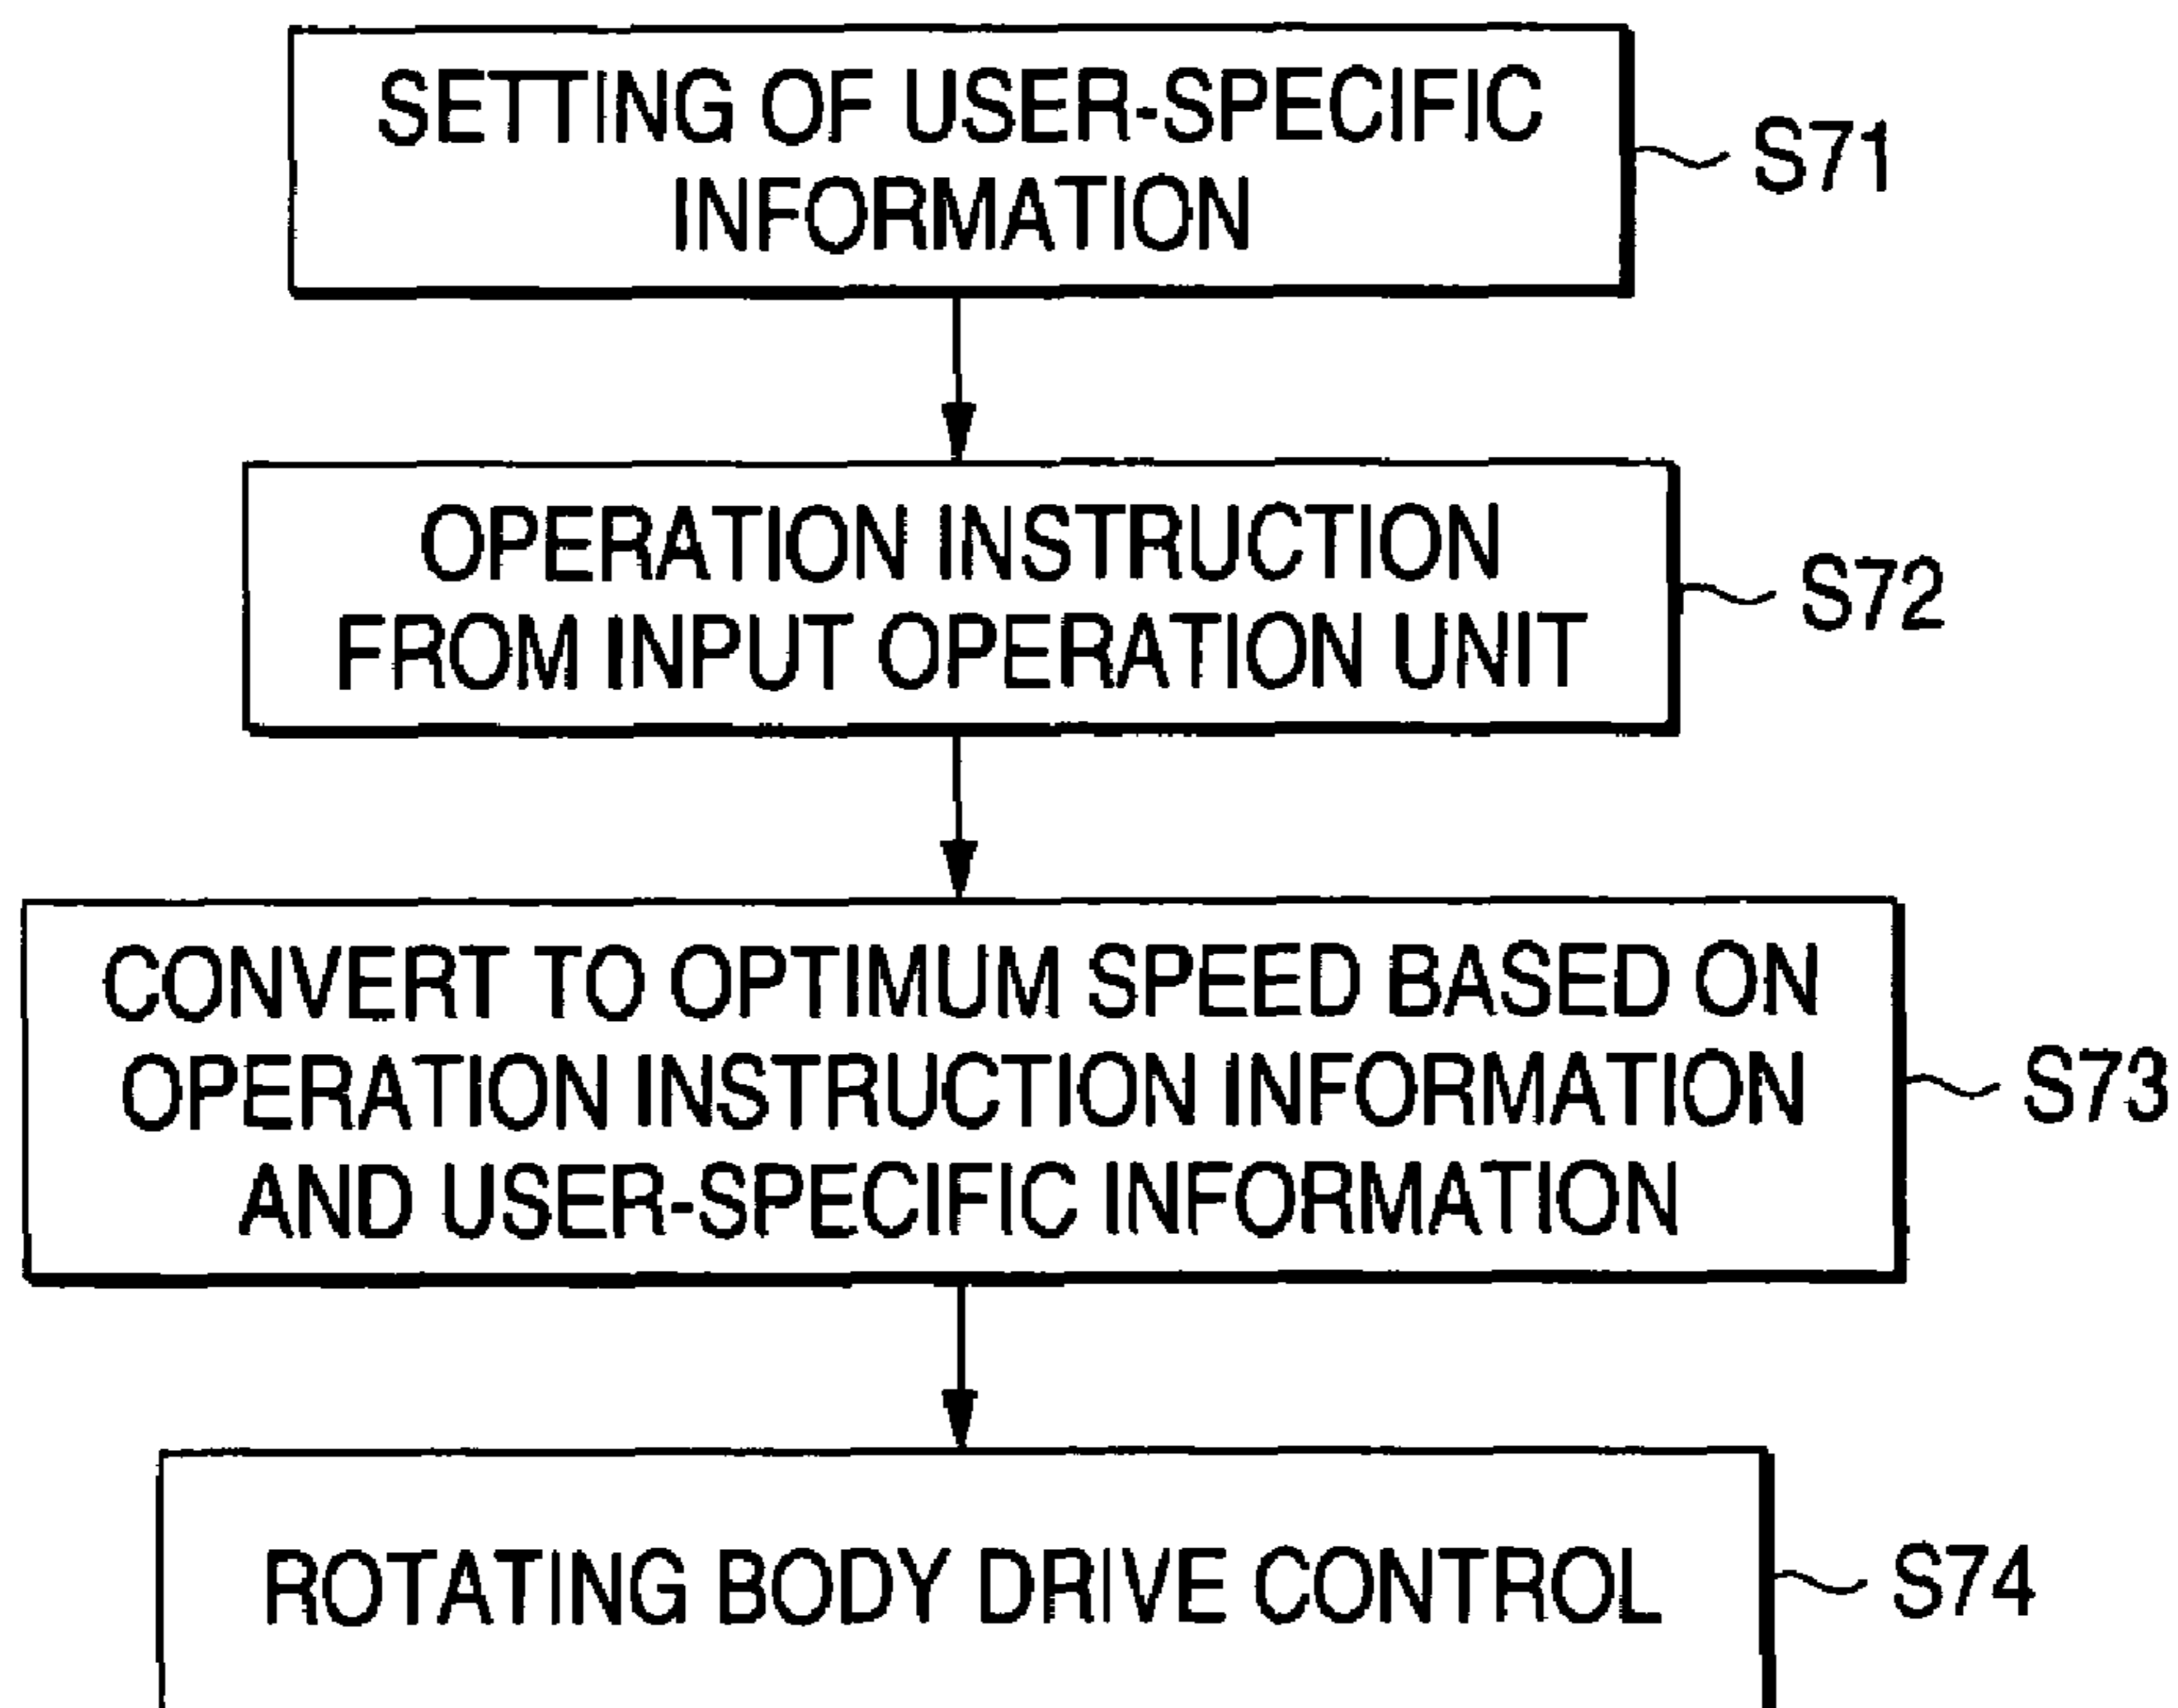 SETTING OF USER-SPECIFIC
INFORMATION
S71
OPERATION INSTRUCTION
FROM INPUT OPERATION UNIT
S72
CONVERT TO OPTIMUM SPEED BASED ON
OPERATION INSTRUCTION INFORMATION
AND USER-SPECIFIC INFORMATION
S73
ROTATING BODY DRIVE CONTROL
S74